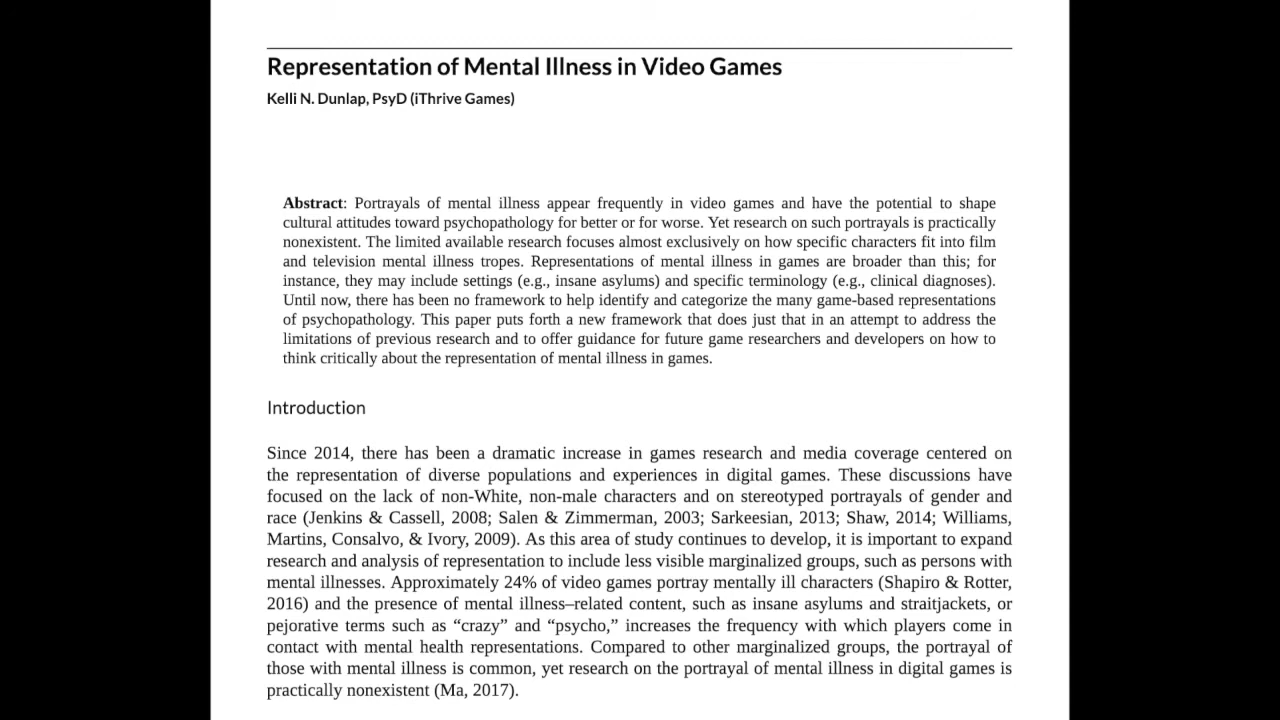 Representation of Mental Illness in Video Games
Kelli N. Dunlap, PsyD (iThrive Games)
Abstract: Portrayals of mental illness appear frequently in video games and have the potential to shape
cultural attitudes toward psychopathology for better or for worse. Yet research on such portrayals is practically
nonexistent. The limited available research focuses almost exclusively on how specific characters fit into film
and television mental illness tropes. Representations of mental illness in games are broader than this; for
instance, they may include settings (e.g., insane asylums) and specific terminology (e.g., clinical diagnoses).
Until now, there has been no framework to help identify and categorize the many game-based representations
of psychopathology. This paper puts forth a new framework that does just that in an attempt to address the
limitations of previous research and to offer guidance for future game researchers and developers on how to
think critically about the representation of mental illness in games.
Introduction
Since 2014, there has been a dramatic increase in games research and media coverage centered on
the representation of diverse populations and experiences in digital games. These discussions have
focused on the lack of non-White, non-male characters and on stereotyped portrayals of gender and
race (Jenkins & Cassell, 2008; Salen & Zimmerman, 2003; Sarkeesian, 2013; Shaw, 2014; Williams,
Martins, Consalvo, & Ivory, 2009). As this area of study continues to develop, it is important to expand
research and analysis of representation to include less visible marginalized groups, such as persons with
mental illnesses. Approximately 24% of video games portray mentally ill characters (Shapiro & Rotter,
2016) and the presence of mental illness–related content, such as insane asylums and straitjackets, or
pejorative terms such as “crazy” and “psycho,” increases the frequency with which players come in
contact with mental health representations. Compared to other marginalized groups, the portrayal of
those with mental illness is common, yet research on the portrayal of mental illness in digital games is
practically nonexistent (Ma, 2017).